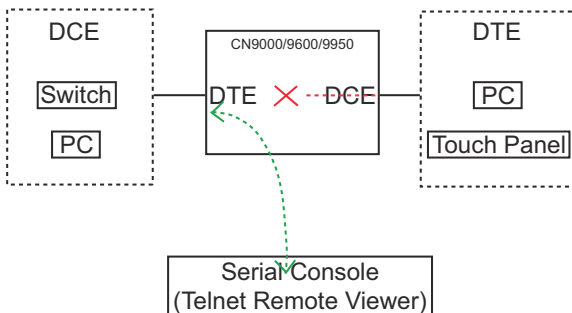 DCE
Switch
PC
CN9000/9600/9950
DTE
DCE
DTE
PC
Touch Panel
Serial Console
(Telnet Remote Viewer)